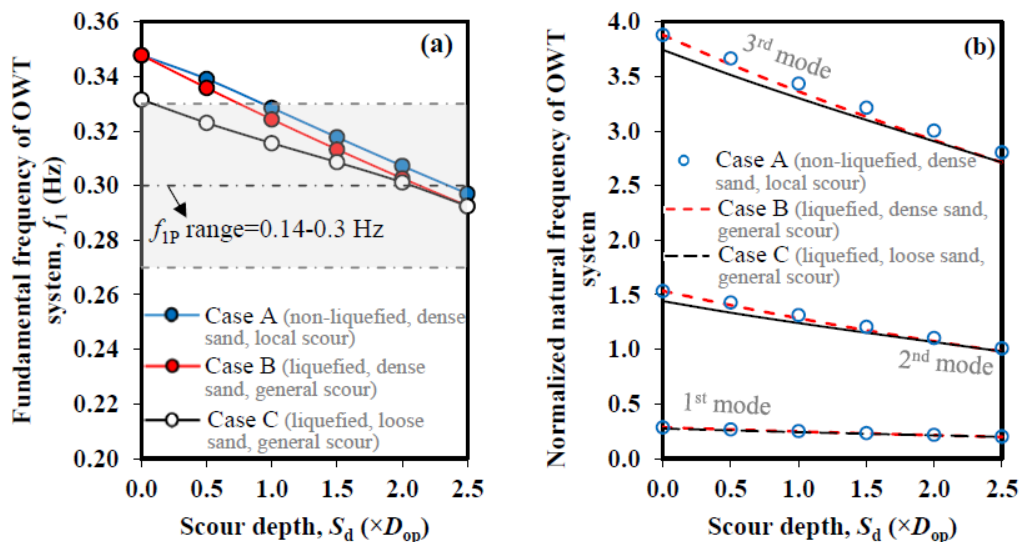 Fundamental frequency of OWT
system, f1 (Hz)
0.36
0.34
0.32
0.30
0.28
0.26
0.24
0.22
0.20
(a)
f1P range=0.14-0.3 Hz
Case A (non-liquefied, dense
sand, local scour)
Case B (liquefied, dense
sand, general scour)
Case C (liquefied, loose
sand, general scour)
0.0 0.5 1.0 1.5 2.0 2.5
Scour depth, Sd (×Dop)
Normalized natural frequency of OWT
system
4.0
3.5
3.0
2.5
2.0
1.5
1.0
0.5
0.0
(b)
3rd mode
Case A (non-liquefied, dense
sand, local scour)
Case B (liquefied, dense sand,
general scour)
Case C (liquefied, loose sand,
general scour)
2nd mode
1st mode
0.0 0.5 1.0 1.5 2.0 2.5
Scour depth, Sd (×Dop)